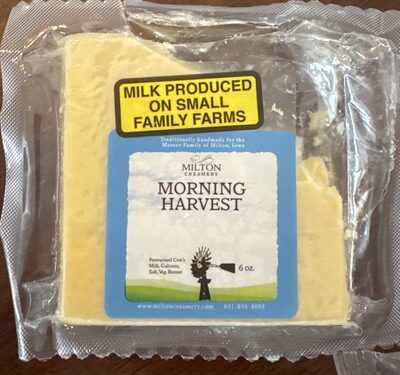 MILK PRODUCED
ON SMALL
FAMILY FARMS
Traditionally handmade for the
Musser Family of Milton, Iowa
MILTON
CREAMERY
MORNING
HARVEST
Pasteurized Cow's
Milk, Cultures,
Salt, Veg. Rennet
6 oz.
www.miltoncreamery.com 641-656-4094